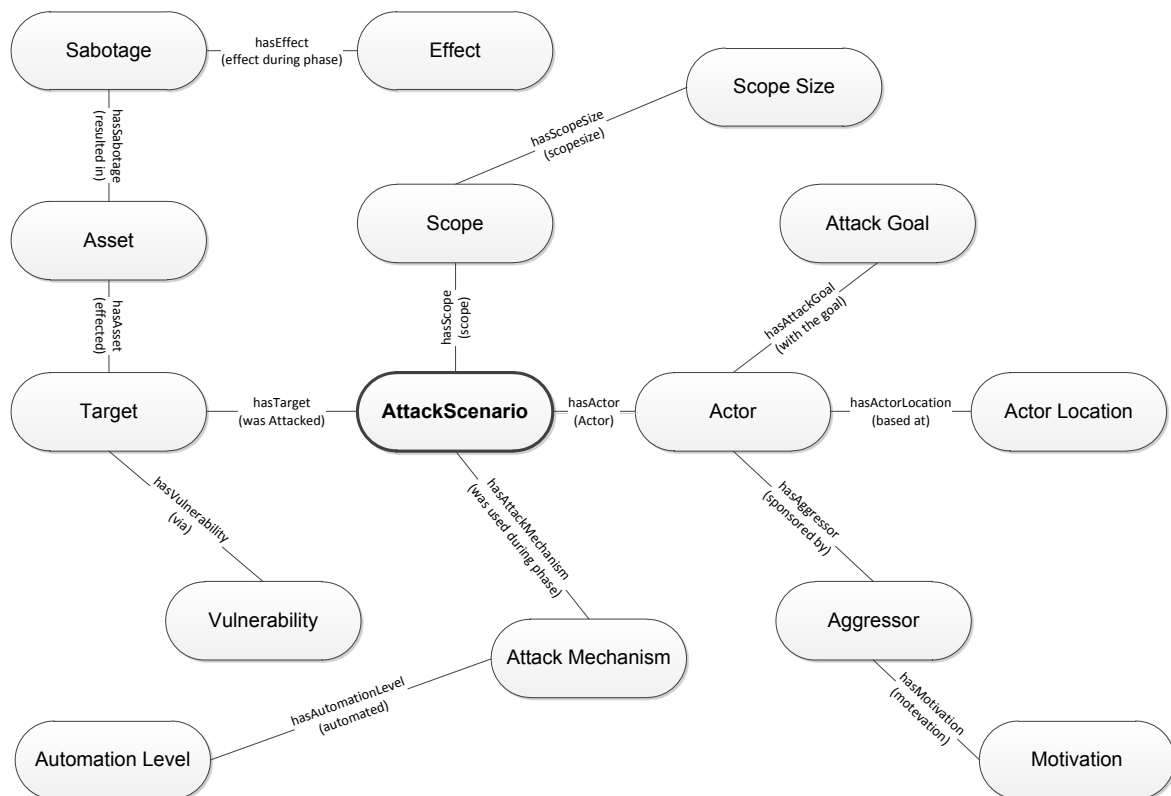 Sabotage
hasEffect
(effect during phase)
Effect
Scope Size
hasScopeSize
(scopesize)
hasSabotage
(resulted in)
Asset
Scope
Attack Goal
hasAsset
(effected)
hasScope
(scope)
hasAttackGoal
(with the goal)
Target
hasTarget
(was Attacked)
AttackScenario
hasActor
(Actor)
Actor
hasActorLocation
(based at)
Actor Location
hasVulnerability
(via)
hasAttackMechanism
(was used during phase)
hasAggressor
(sponsored by)
Vulnerability
Attack Mechanism
Aggressor
hasAutomationLevel
(automated)
hasMotivation
(motevation)
Automation Level
Motivation